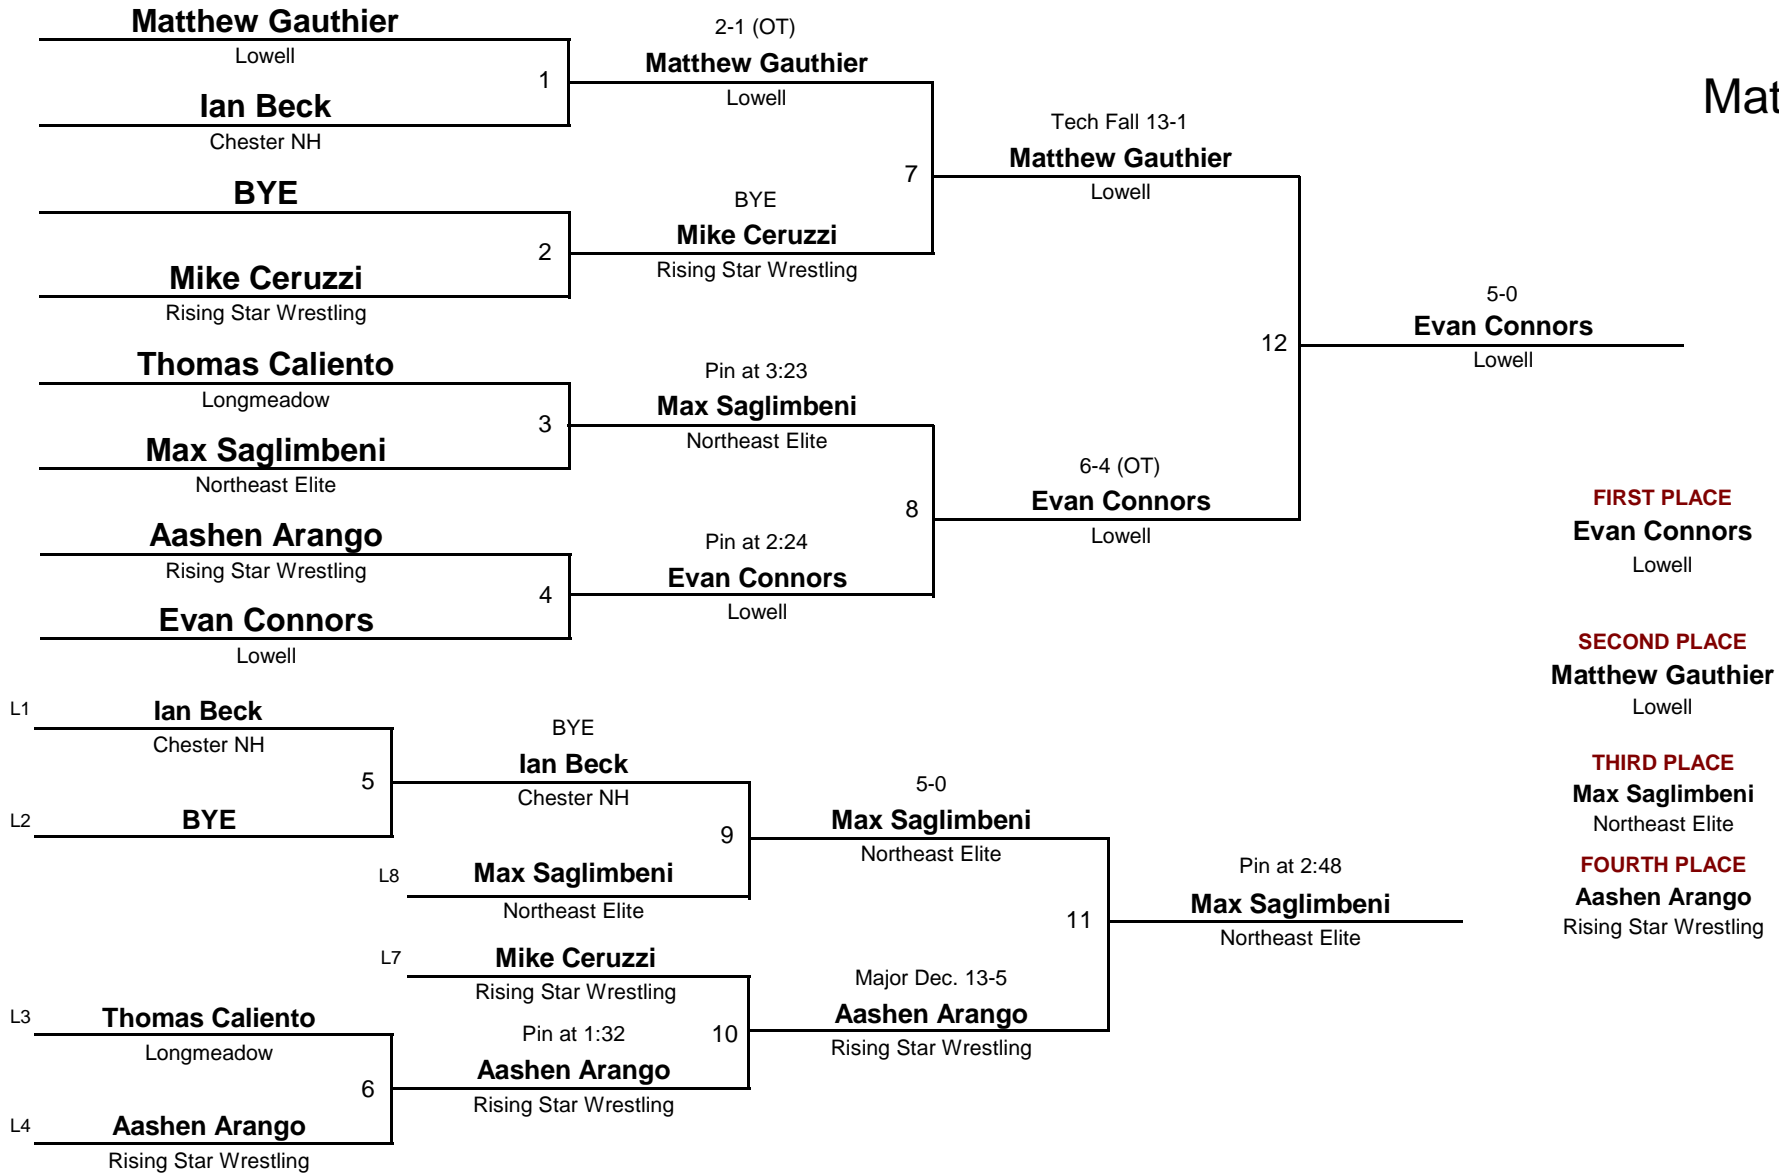 Matthew Gauthier
Lowell
1
Ian Beck
Chester NH
BYE
2
Mike Ceruzzi
Rising Star Wrestling
Thomas Caliento
Longmeadow
3
Max Saglimbeni
Northeast Elite
Aashen Arango
Rising Star Wrestling
4
Evan Connors
Lowell
2-1 (OT)
Matthew Gauthier
Lowell
7
BYE
Mike Ceruzzi
Rising Star Wrestling
Pin at 3:23
Max Saglimbeni
Northeast Elite
8
Pin at 2:24
Evan Connors
Lowell
Tech Fall 13-1
Matthew Gauthier
Lowell
12
6-4 (OT)
Evan Connors
Lowell
5-0
Evan Connors
Lowell
Mat
L1
Ian Beck
Chester NH
5
L2
BYE
BYE
Ian Beck
Chester NH
9
L8
Max Saglimbeni
Northeast Elite
L7
Mike Ceruzzi
Rising Star Wrestling
10
L3
Thomas Caliento
Longmeadow
6
L4
Aashen Arango
Rising Star Wrestling
Pin at 1:32
Aashen Arango
Rising Star Wrestling
5-0
Max Saglimbeni
Northeast Elite
11
Major Dec. 13-5
Aashen Arango
Rising Star Wrestling
Pin at 2:48
Max Saglimbeni
Northeast Elite
FIRST PLACE
Evan Connors
Lowell
SECOND PLACE
Matthew Gauthier
Lowell
THIRD PLACE
Max Saglimbeni
Northeast Elite
FOURTH PLACE
Aashen Arango
Rising Star Wrestling